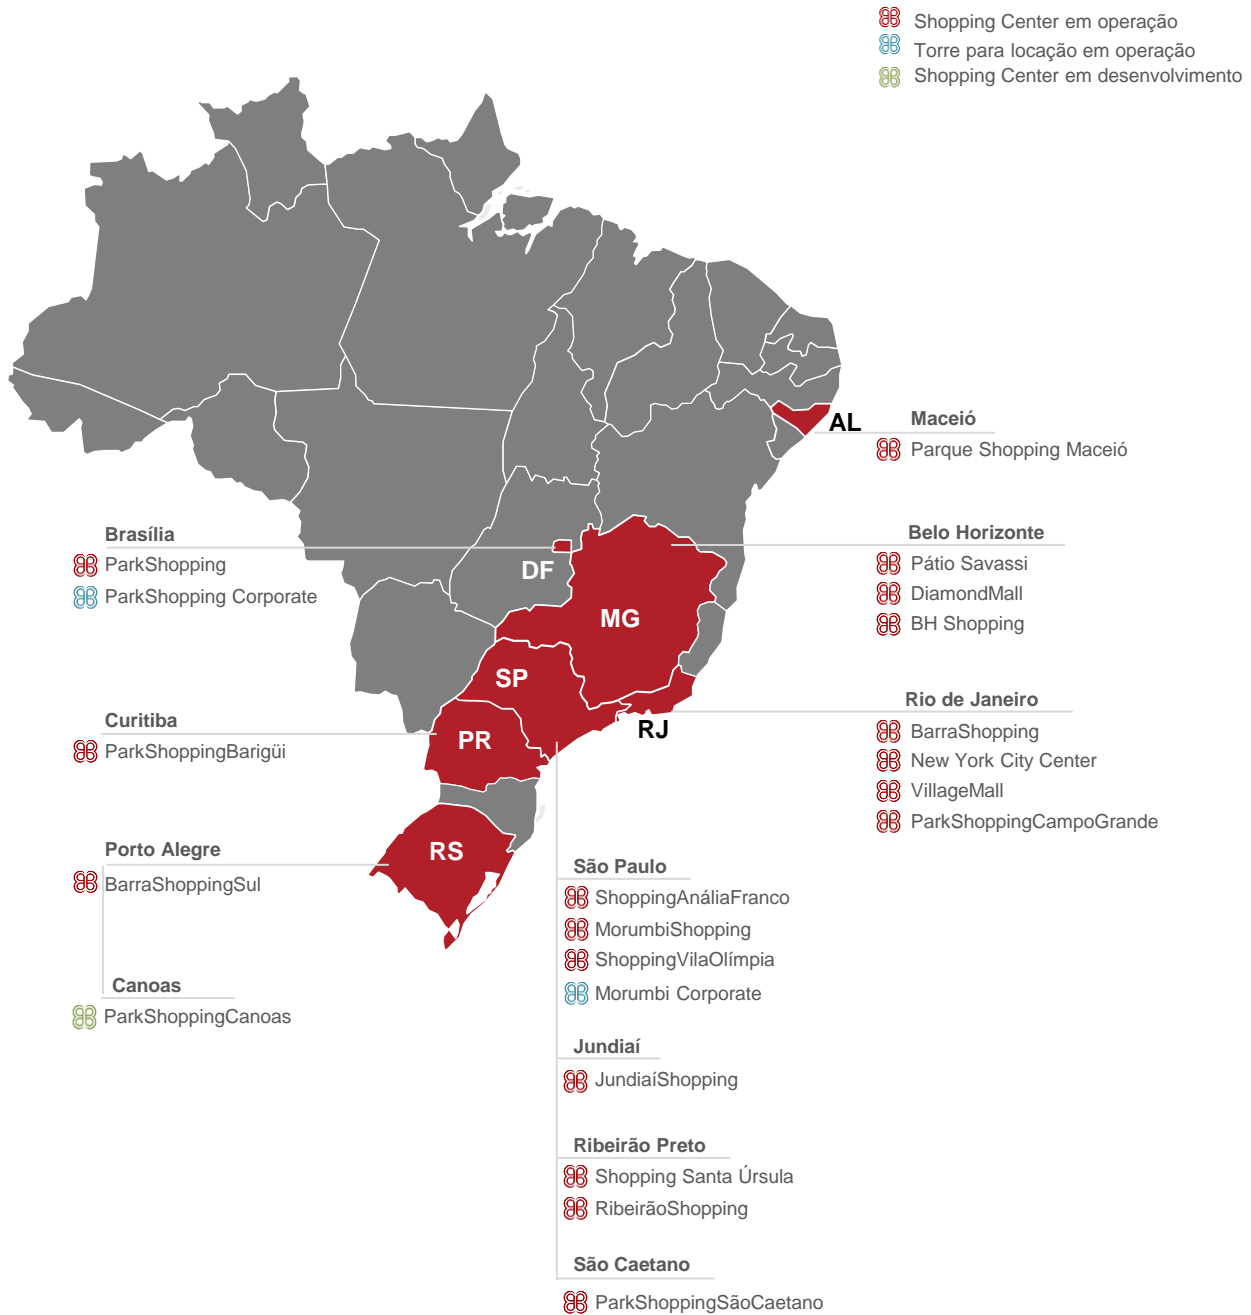 Shopping Center em operação
Torre para locação em operação
Shopping Center em desenvolvimento
AL
Maceió
Parque Shopping Maceió
Brasília
ParkShopping
ParkShopping Corporate
DF
MG
Belo Horizonte
Pátio Savassi
DiamondMall
BH Shopping
SP
Rio de Janeiro
BarraShopping
New York City Center
VillageMall
ParkShoppingCampoGrande
RJ
Curitiba
ParkShoppingBarigüi
PR
Porto Alegre
BarraShoppingSul
RS
Canoas
ParkShoppingCanoas
São Paulo
ShoppingAnáliaFranco
MorumbiShopping
ShoppingVilaOlímpia
Morumbi Corporate
Jundiaí
JundiaíShopping
Ribeirão Preto
Shopping Santa Úrsula
RibeirãoShopping
São Caetano
ParkShoppingSãoCaetano